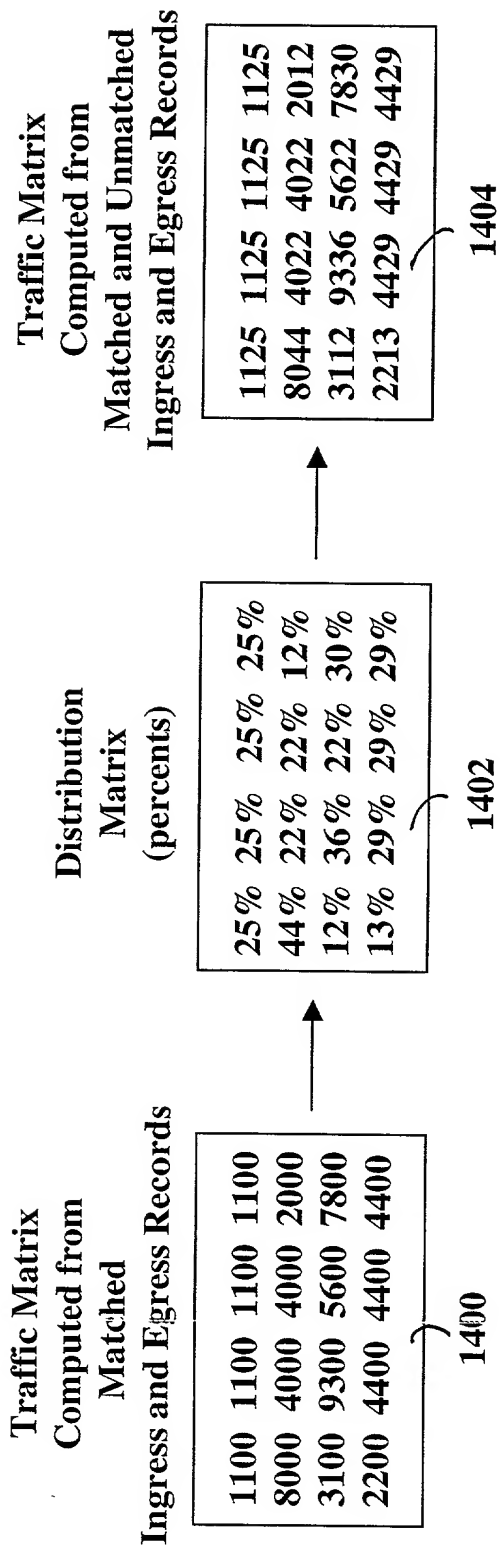 Traffic Matrix
Computed from
Matched
Ingress and Egress Records
1100 1100 1100 1100
8000 4000 4000 2000
3100 9300 5600 7800
2200 4400 4400 4400
1400
Distribution
Matrix
(percents)
25% 25% 25% 25%
44% 22% 22% 12%
12% 36% 22% 30%
13% 29% 29% 29%
1402
Traffic Matrix
Computed from
Matched and Unmatched
Ingress and Egress Records
1125 1125 1125 1125
8044 4022 4022 2012
3112 9336 5622 7830
2213 4429 4429 4429
1404